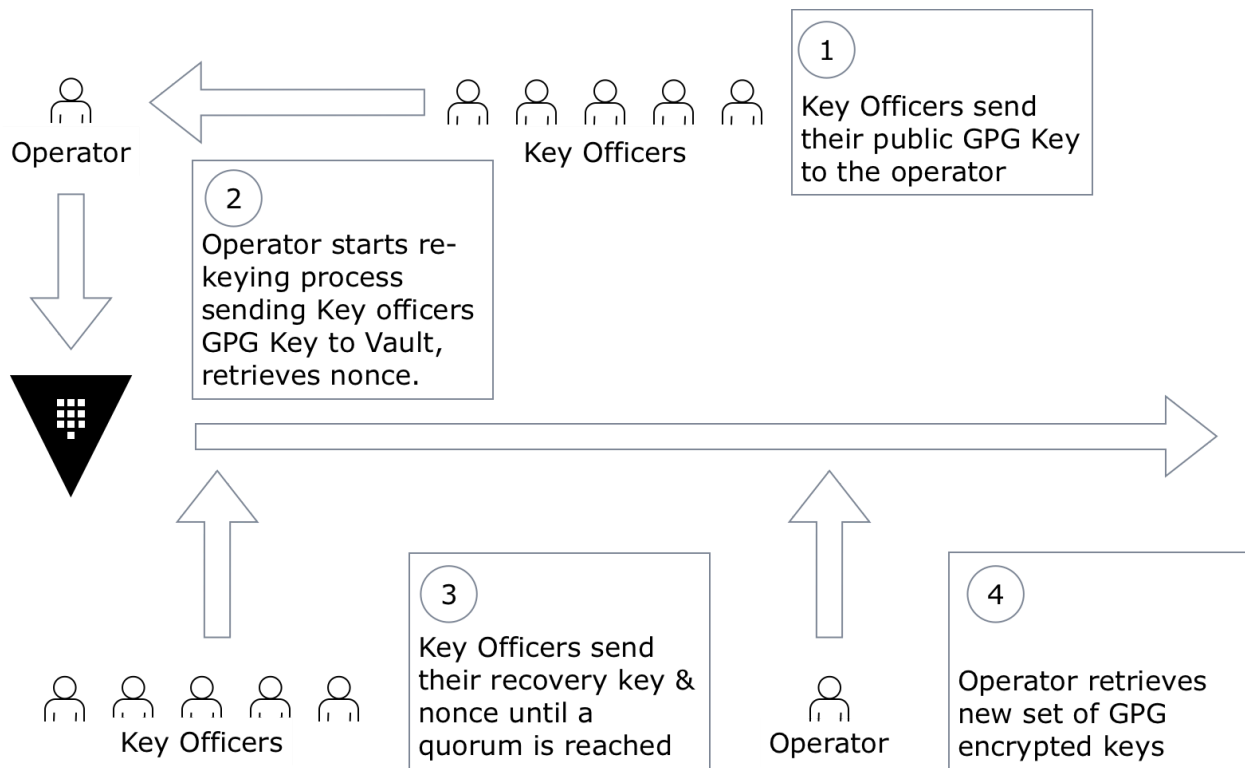 1
Key Officers send
their public GPG Key
to the operator
Operator
Key Officers
2
Operator starts re-
keying process
sending Key officers
GPG Key to Vault,
retrieves nonce.
3
Key Officers send
their recovery key &
nonce until a
quorum is reached
4
Operator retrieves
new set of GPG
encrypted keys
Key Officers
Operator